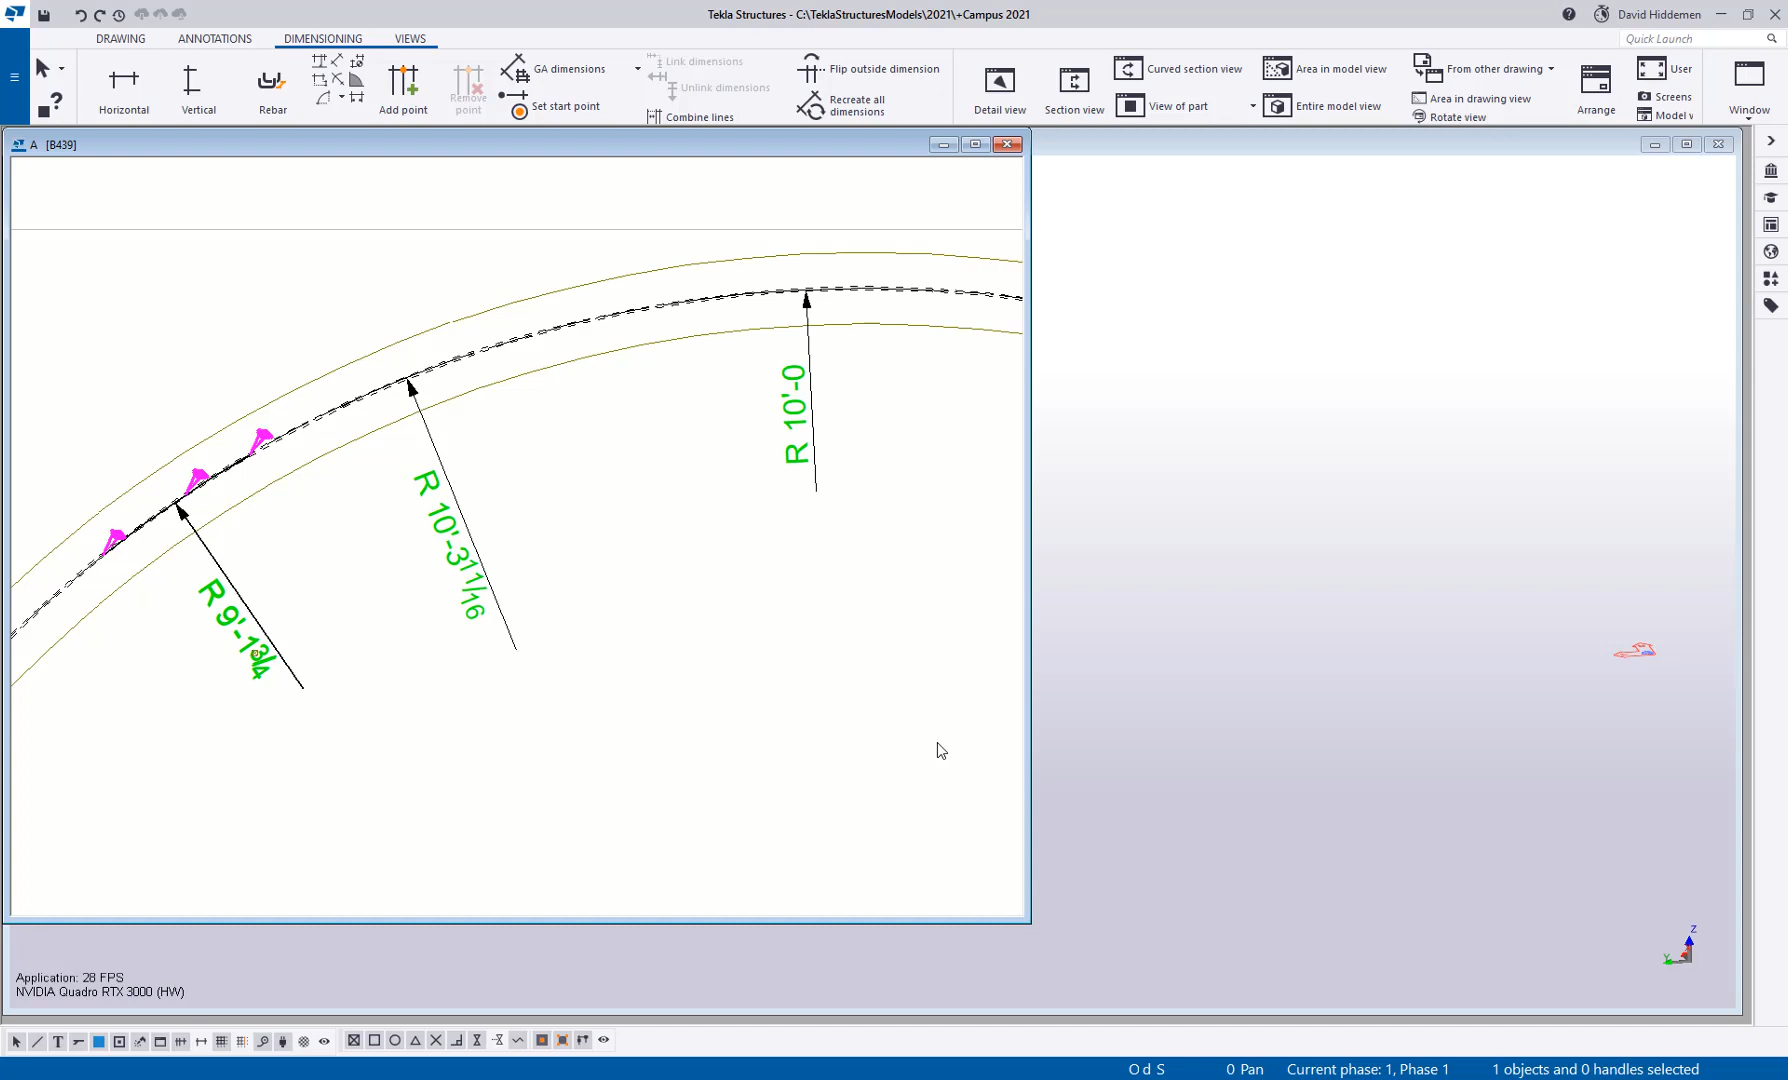 Tekla Structures - C:\TeklaStructuresModels\2021\+Campus 2021
David Hiddemen
DRAWING
ANNOTATIONS
DIMENSIONING
VIEWS
Quick Launch
Horizontal
Vertical
Rebar
Add point
Remove point
GA dimensions
Set start point
Link dimensions
Unlink dimensions
Combine lines
Flip outside dimension
Recreate all dimensions
Detail view
Section view
Curved section view
View of part
Area in model view
Entire model view
From other drawing
Area in drawing view
Rotate view
Arrange
User
Screens
Model v
Window
A [B439]
R 10'-0
R 10'-3 11/16
R 9'-1 3/4
Z
Y
Application: 28 FPS
NVIDIA Quadro RTX 3000 (HW)
O d S
0 Pan
Current phase: 1, Phase 1
1 objects and 0 handles selected